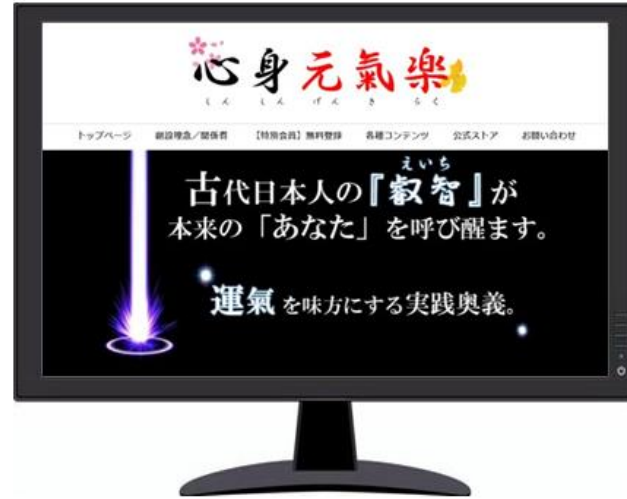 心身元氣楽
しんしんげんきらく
トップページ 創設理念／関係者 【特別会員】無料登録 各種コンテンツ 公式ストア お問い合わせ
えいち
古代日本人の『叡智』が
本来の「あなた」を呼び醒ます。
運氣を味方にする実践奥義。